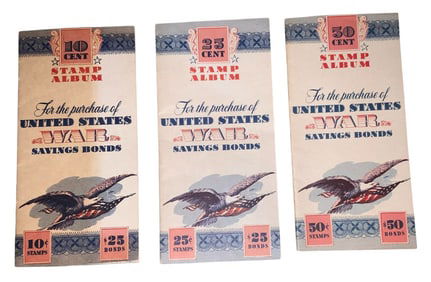 10
CENT
STAMP
ALBUM
For the purchase of
UNITED STATES
WAR
SAVINGS BONDS
10¢
STAMPS
$25
BONDS
25
CENT
STAMP
ALBUM
For the purchase of
UNITED STATES
WAR
SAVINGS BONDS
25¢
STAMPS
$25
BONDS
50
CENT
STAMP
ALBUM
For the purchase of
UNITED STATES
WAR
SAVINGS BONDS
50¢
STAMPS
$50
BONDS